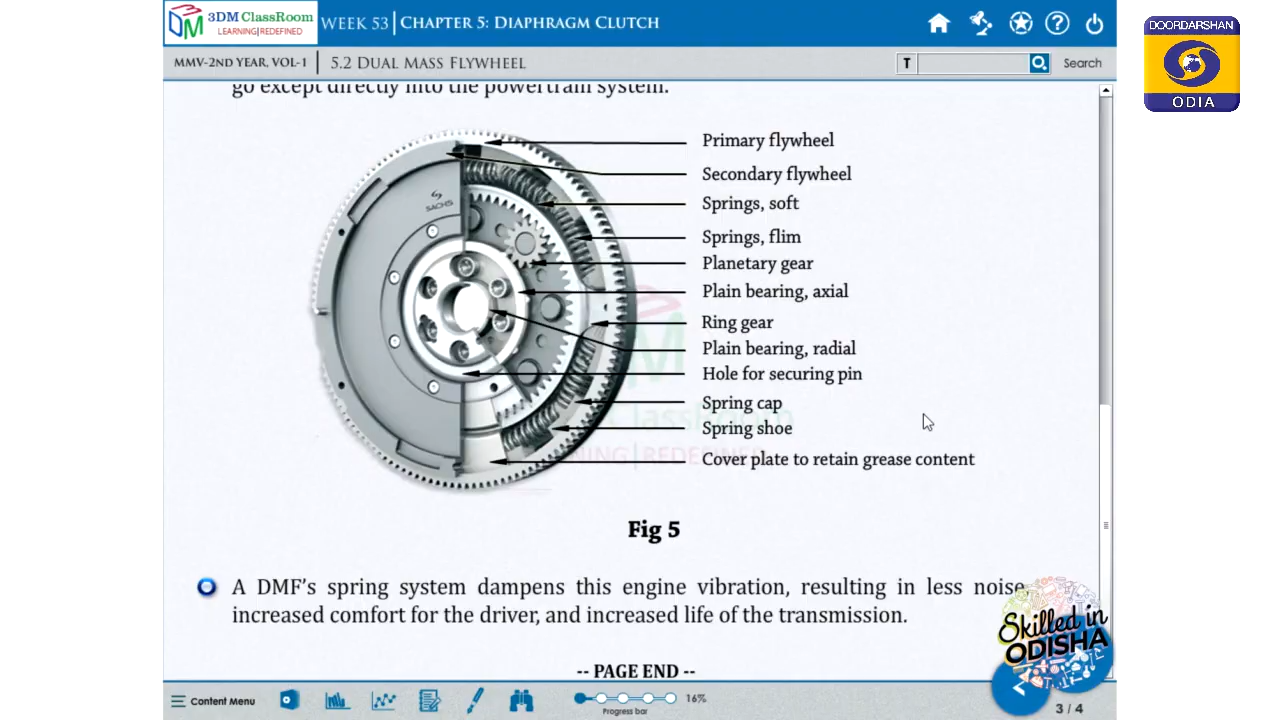 3DM ClassRoom
LEARNING|REDEFINED
WEEK 53 | CHAPTER 5: DIAPHRAGM CLUTCH
DOORDARSHAN
ODIA
MMV-2ND YEAR, VOL-1 | 5.2 DUAL MASS FLYWHEEL
T
Search
go except directly into the powertrain system.
Primary flywheel
Secondary flywheel
Springs, soft
Springs, flim
Planetary gear
Plain bearing, axial
Ring gear
Plain bearing, radial
Hole for securing pin
Spring cap
Spring shoe
Cover plate to retain grease content
SACHS
Fig 5
A DMF's spring system dampens this engine vibration, resulting in less noise,
increased comfort for the driver, and increased life of the transmission.
Skilled in
ODISHA
-- PAGE END --
Content Menu
16%
Progress bar
3 / 4